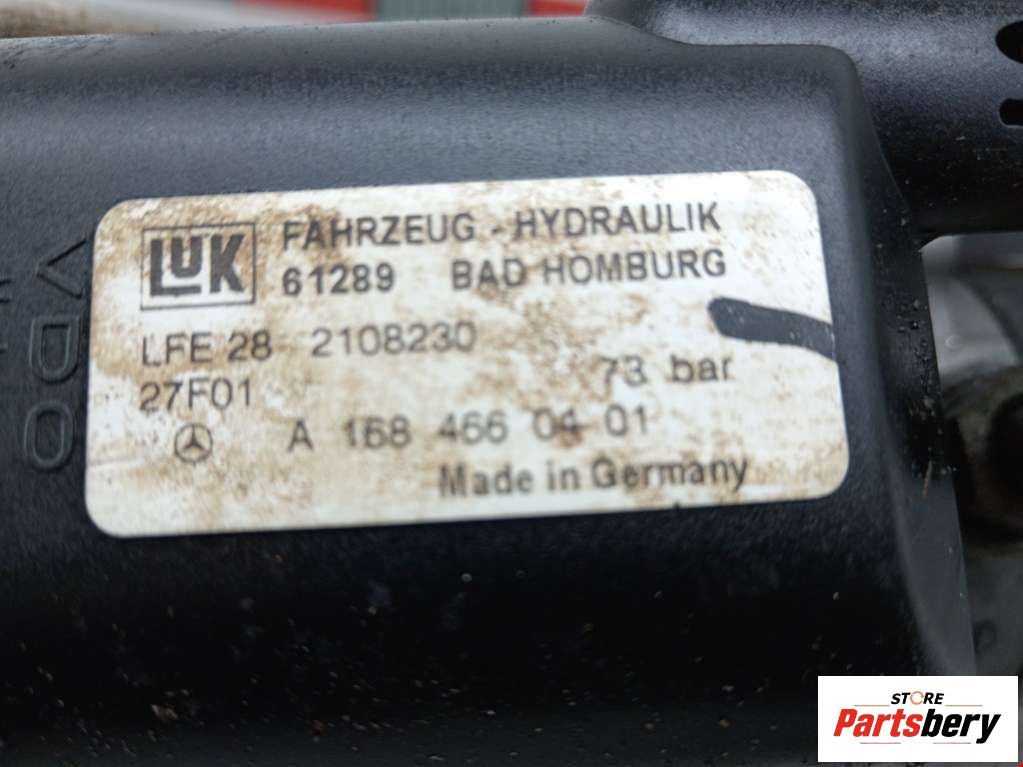 LUK
FAHRZEUG - HYDRAULIK
61289 BAD HOMBURG
LFE 28 2108230
27F01
73 bar
A 168 466 04 01
Made in Germany
VDO
STORE
Partsbery